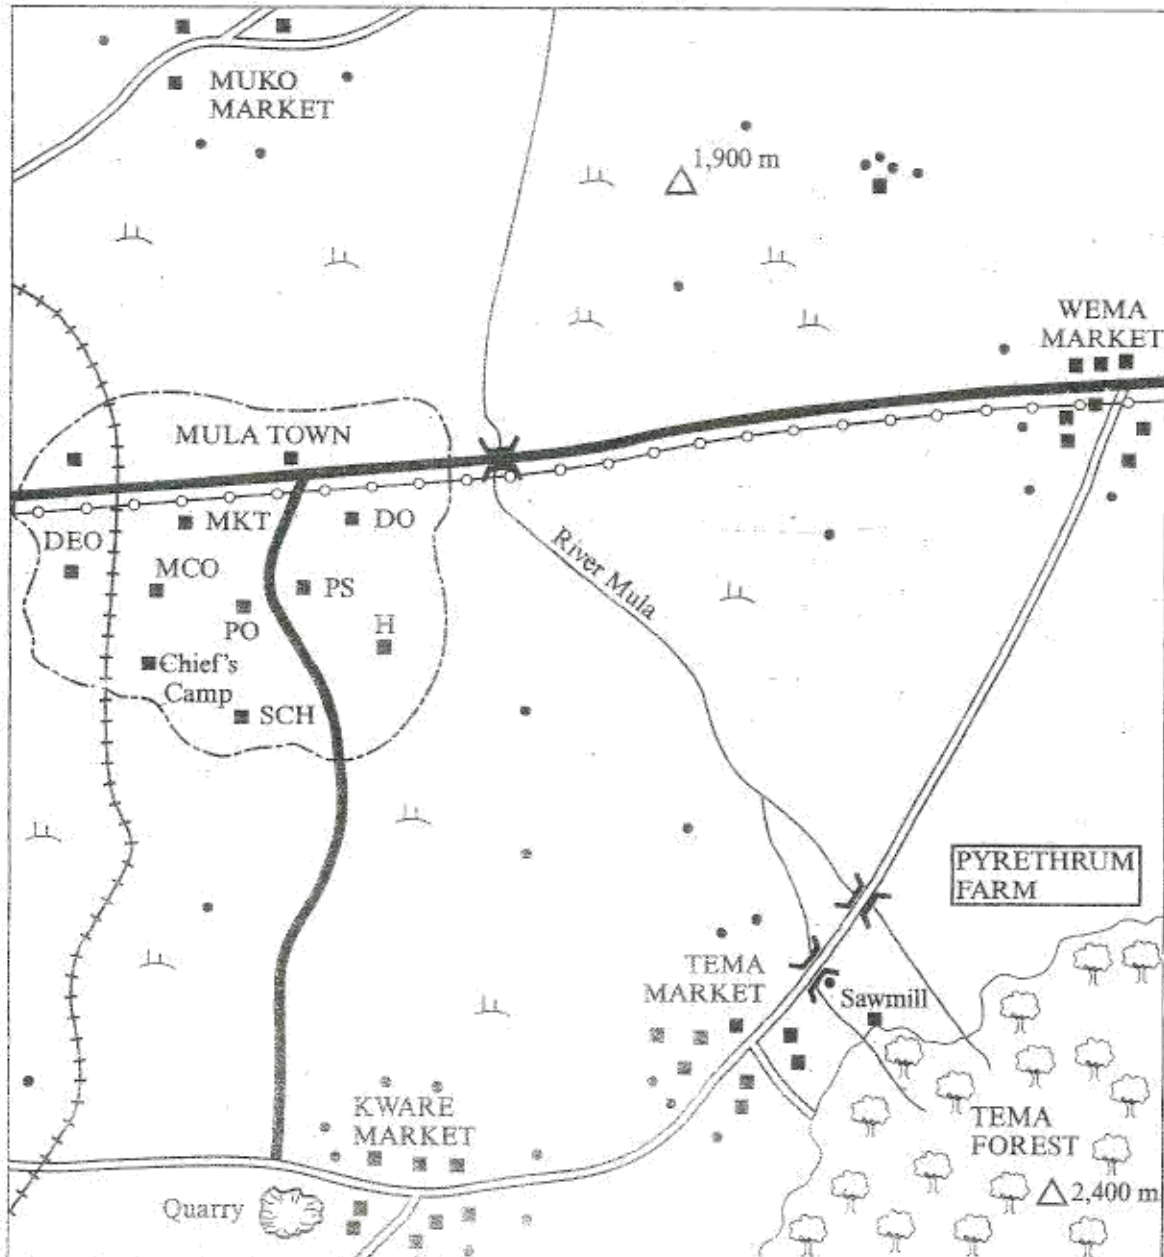 MUKO
MARKET
1,900 m
WEMA
MARKET
MULA TOWN
MKT
DO
DEO
MCO
PS
PO
H
Chief's
Camp
SCH
River Mula
PYRETHRUM
FARM
TEMA
MARKET
Sawmill
KWARE
MARKET
TEMA
FOREST
Quarry
2,400 m